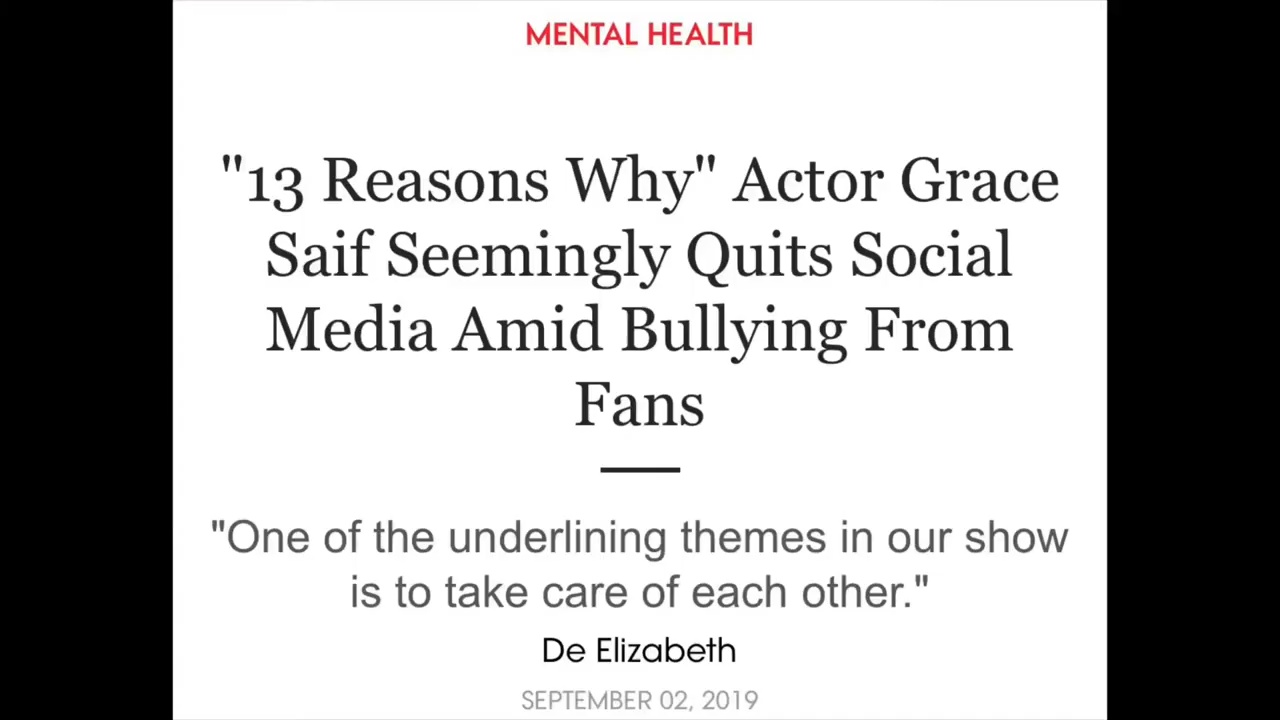 MENTAL HEALTH
"13 Reasons Why" Actor Grace
Saif Seemingly Quits Social
Media Amid Bullying From
Fans
"One of the underlining themes in our show
is to take care of each other."
De Elizabeth
SEPTEMBER 02, 2019